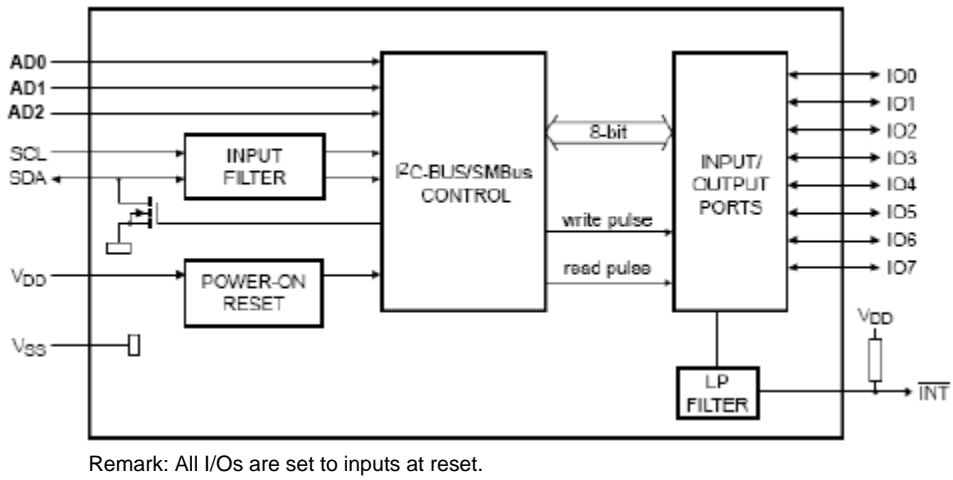 AD0
AD1
AD2
SCL
SDA
VDD
VSS
INPUT
FILTER
POWER-ON
RESET
I²C-BUS/SMBus
CONTROL
8-bit
write pulse
read pulse
INPUT/
OUTPUT
PORTS
LP
FILTER
IO0
IO1
IO2
IO3
IO4
IO5
IO6
IO7
VDD
INT
Remark: All I/Os are set to inputs at reset.